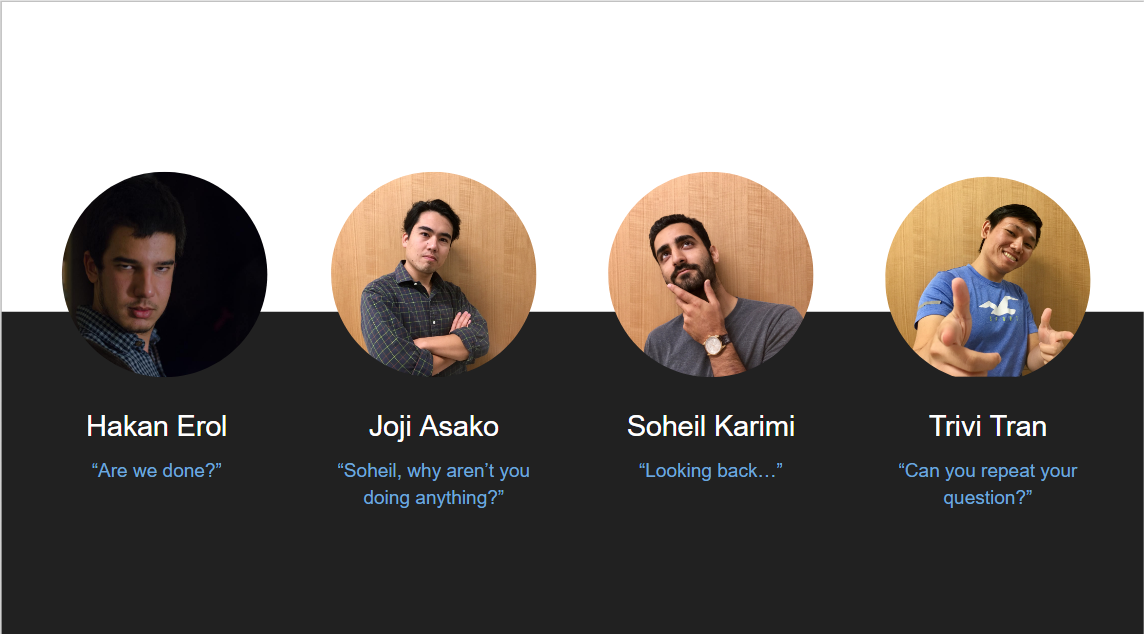 Hakan Erol
“Are we done?”
Joji Asako
“Soheil, why aren’t you
doing anything?”
Soheil Karimi
“Looking back…”
Trivi Tran
“Can you repeat your
question?”